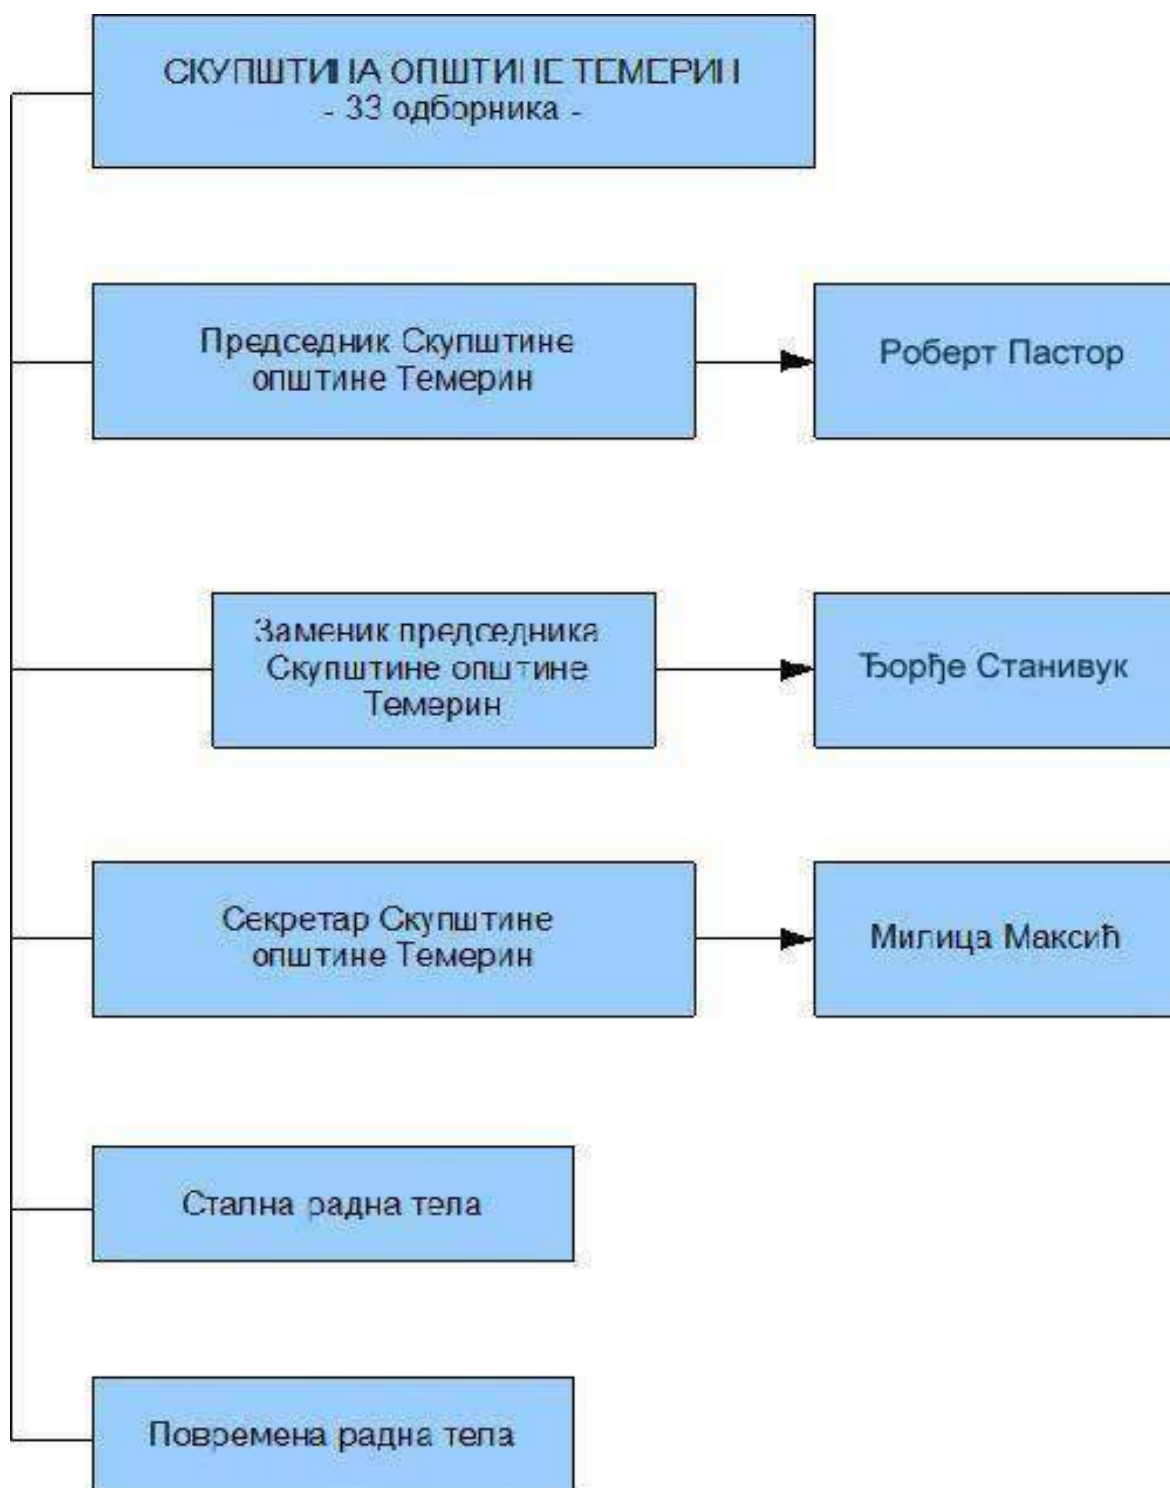 СКУПШТИНА ОПШТИНЕ ТЕМЕРИН
- 33 одборника -
Председник Скупштине
општине Темерин
Роберт Пастор
Заменик председника
Скупштине општине
Темерин
Ђорђе Станивук
Секретар Скупштине
општине Темерин
Милица Максић
Стална радна тела
Повремена радна тела